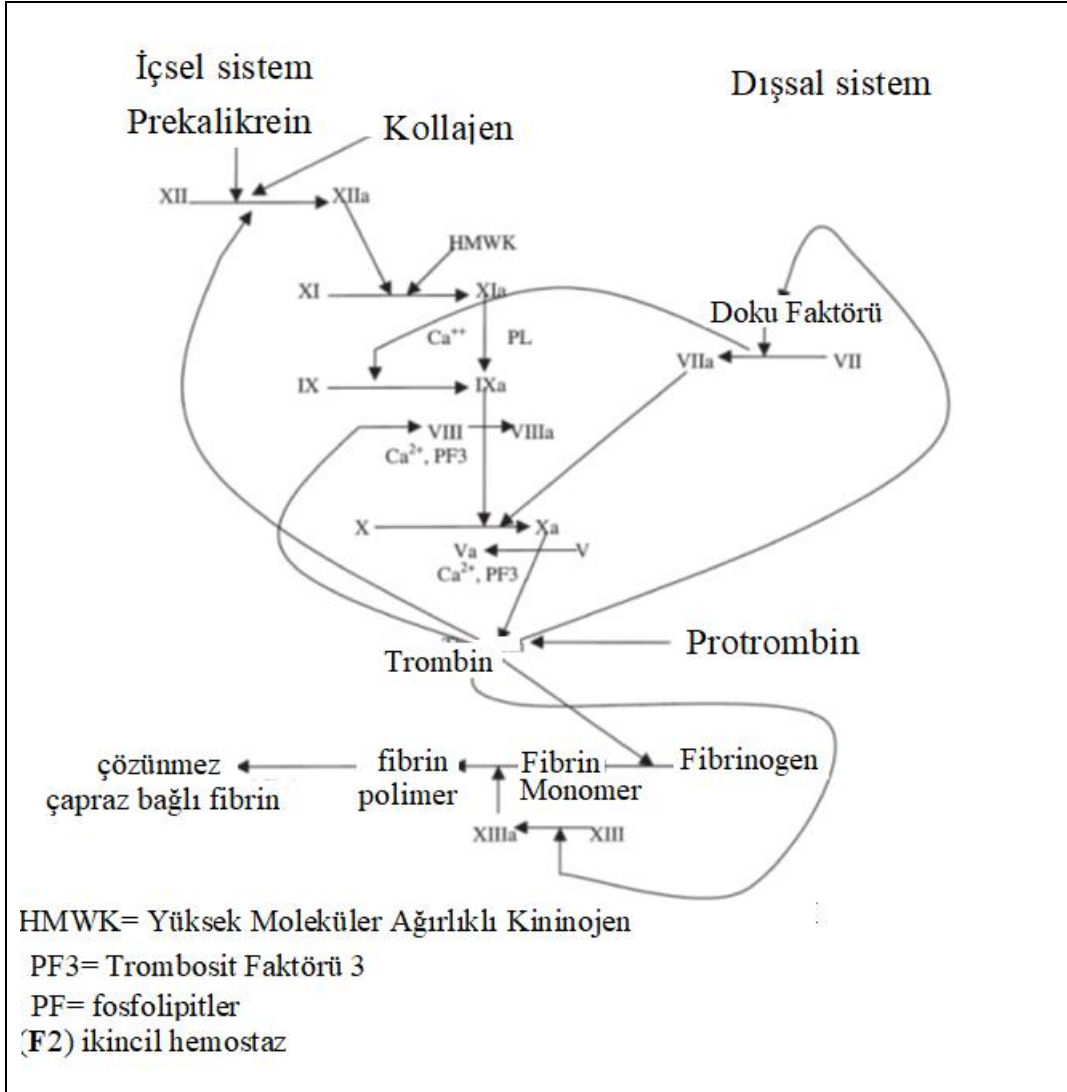 İçsel sistem
Dışsal sistem
Prekalikrein
Kollajen
XII
XIIa
HMWK
XI
XIa
Doku Faktörü
Ca⁺⁺
PL
VIIa
VII
IX
IXa
VIII
VIIIa
Ca²⁺, PF3
X
Xa
Va
V
Ca²⁺, PF3
Protrombin
Trombin
çözünmez
çapraz bağlı fibrin
fibrin
polimer
Fibrin
Monomer
Fibrinogen
XIIIa
XIII
HMWK= Yüksek Moleküler Ağırlıklı Kininojen
PF3= Trombosit Faktörü 3
PF= fosfolipitler
(F2) ikincil hemostaz